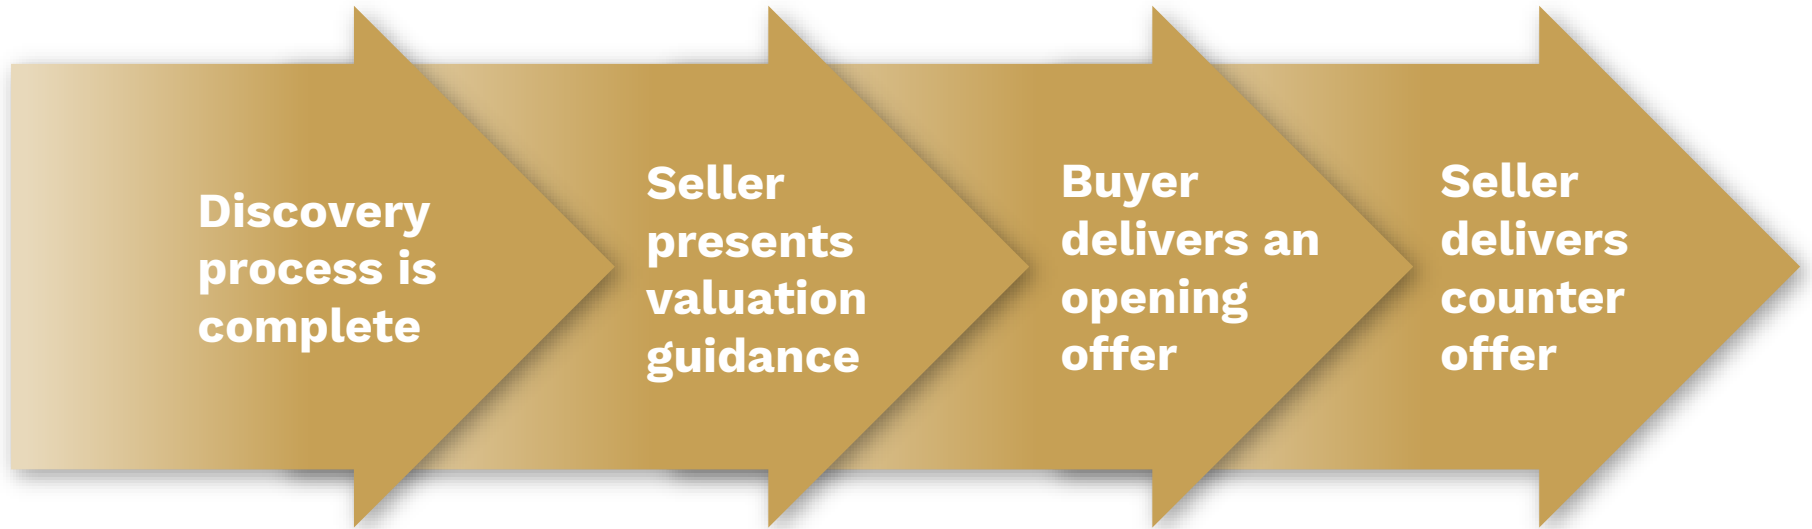 Discovery
process is
complete
Seller
presents
valuation
guidance
Buyer
delivers an
opening
offer
Seller
delivers
counter
offer